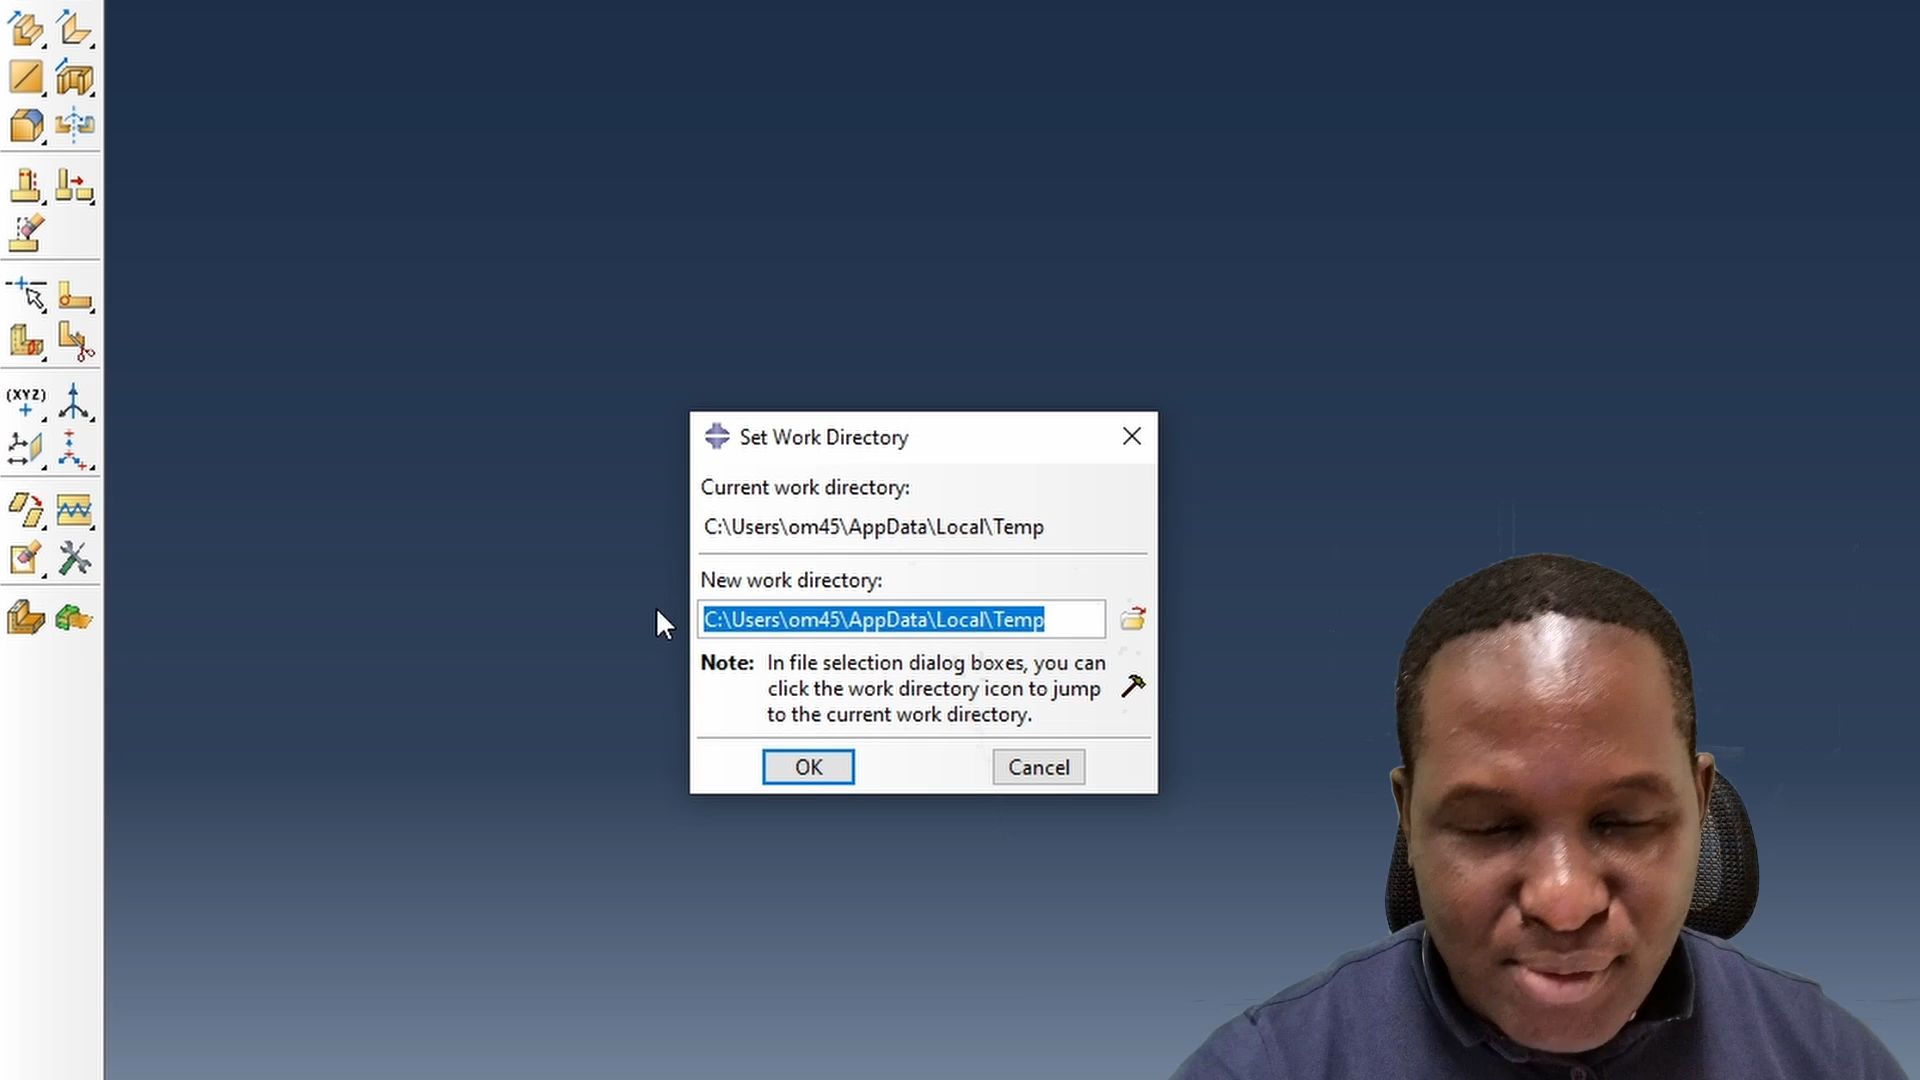 (XYZ)
Set Work Directory
Current work directory:
C:\Users\om45\AppData\Local\Temp
New work directory:
C:\Users\om45\AppData\Local\Temp
Note: In file selection dialog boxes, you can
click the work directory icon to jump
to the current work directory.
OK Cancel